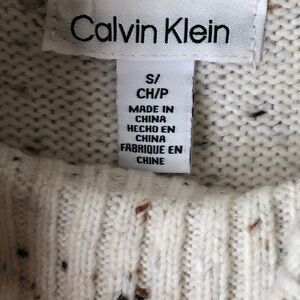 Calvin Klein
S/
CH/P
MADE IN
CHINA
HECHO EN
CHINA
FABRIQUE EN
CHINE